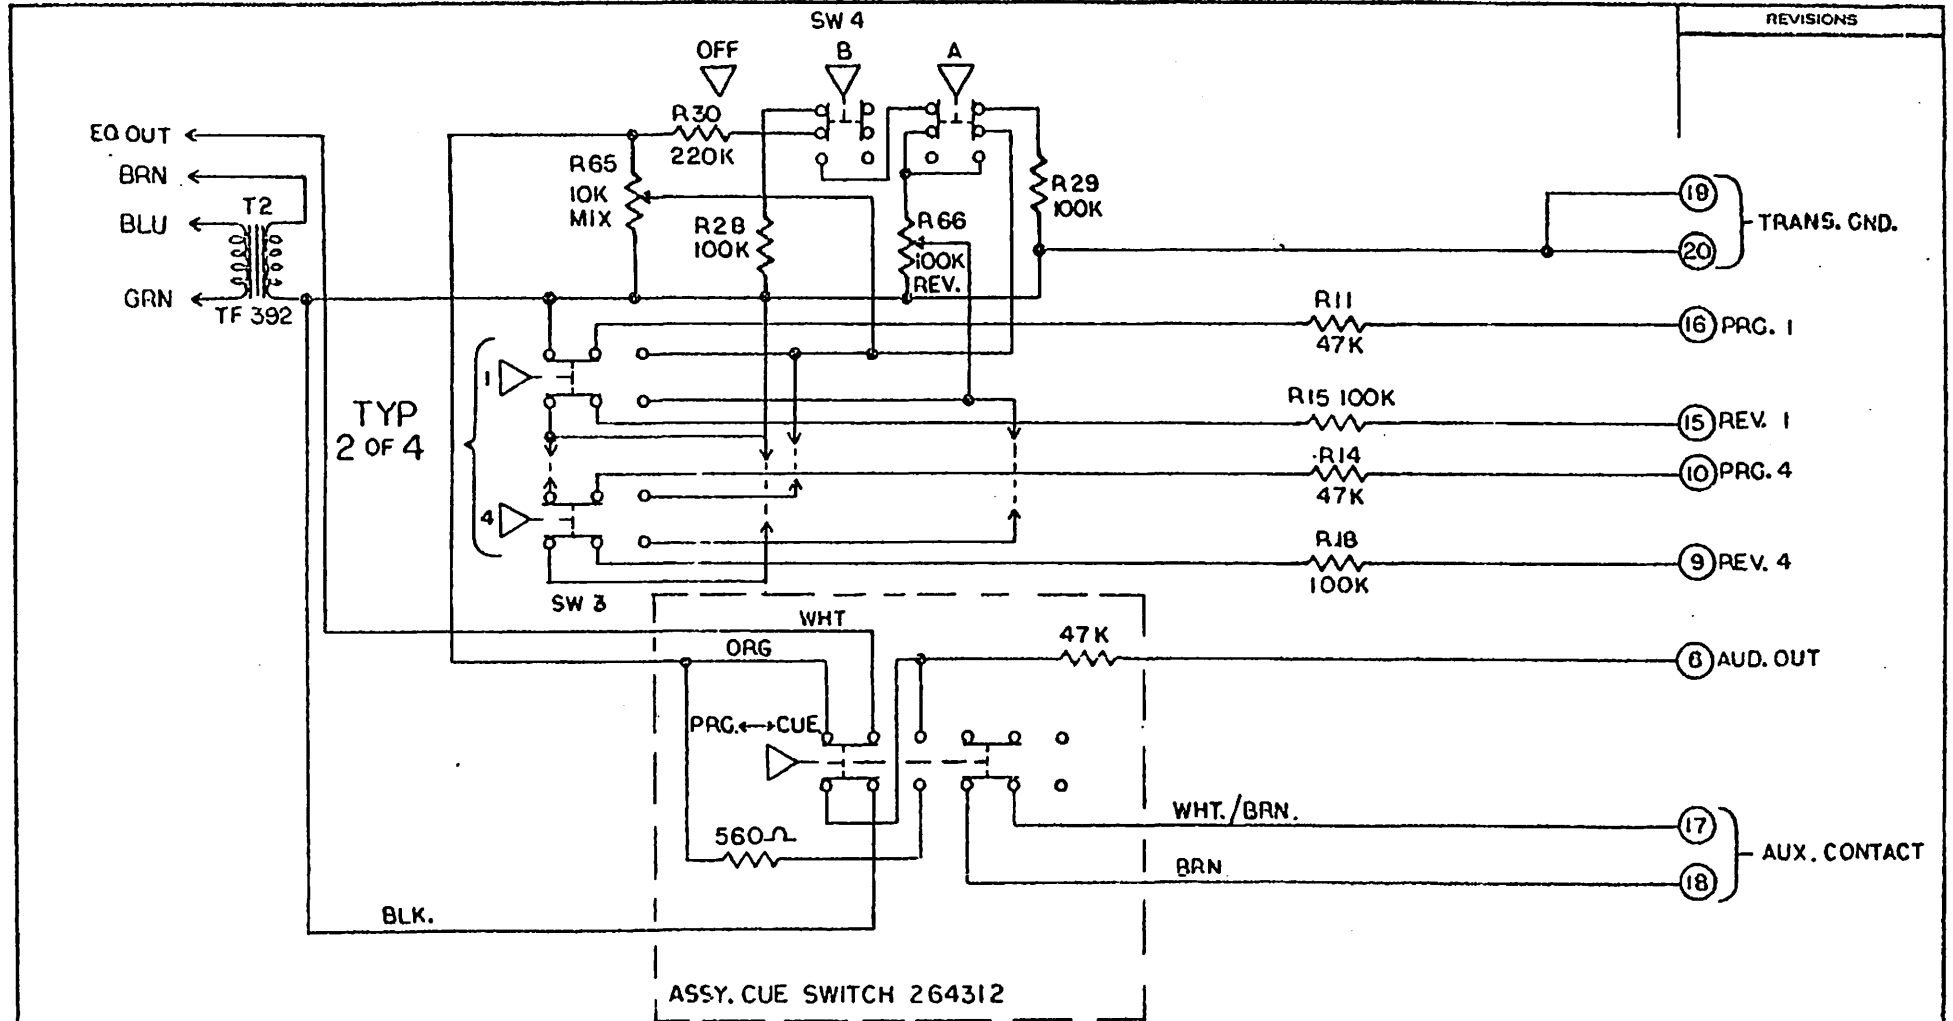 REVISIONS
SW 4
OFF B A
EQ OUT
BRN
BLU
GRN
T2
TF 392
R30
220K
R65
10K
MIX
R28
100K
R66
100K
REV.
R29
100K
19
20
TRANS. GND.
R11
47K
16 PRG. 1
R15 100K
15 REV. 1
R14
47K
10 PRG. 4
R18
100K
9 REV. 4
TYP
2 OF 4
1
4
SW 3
WHT
ORG
47K
6 AUD. OUT
PRG. CUE
560Ω
WHT./BRN.
17
BRN
18
AUX. CONTACT
BLK.
ASSY. CUE SWITCH 264312